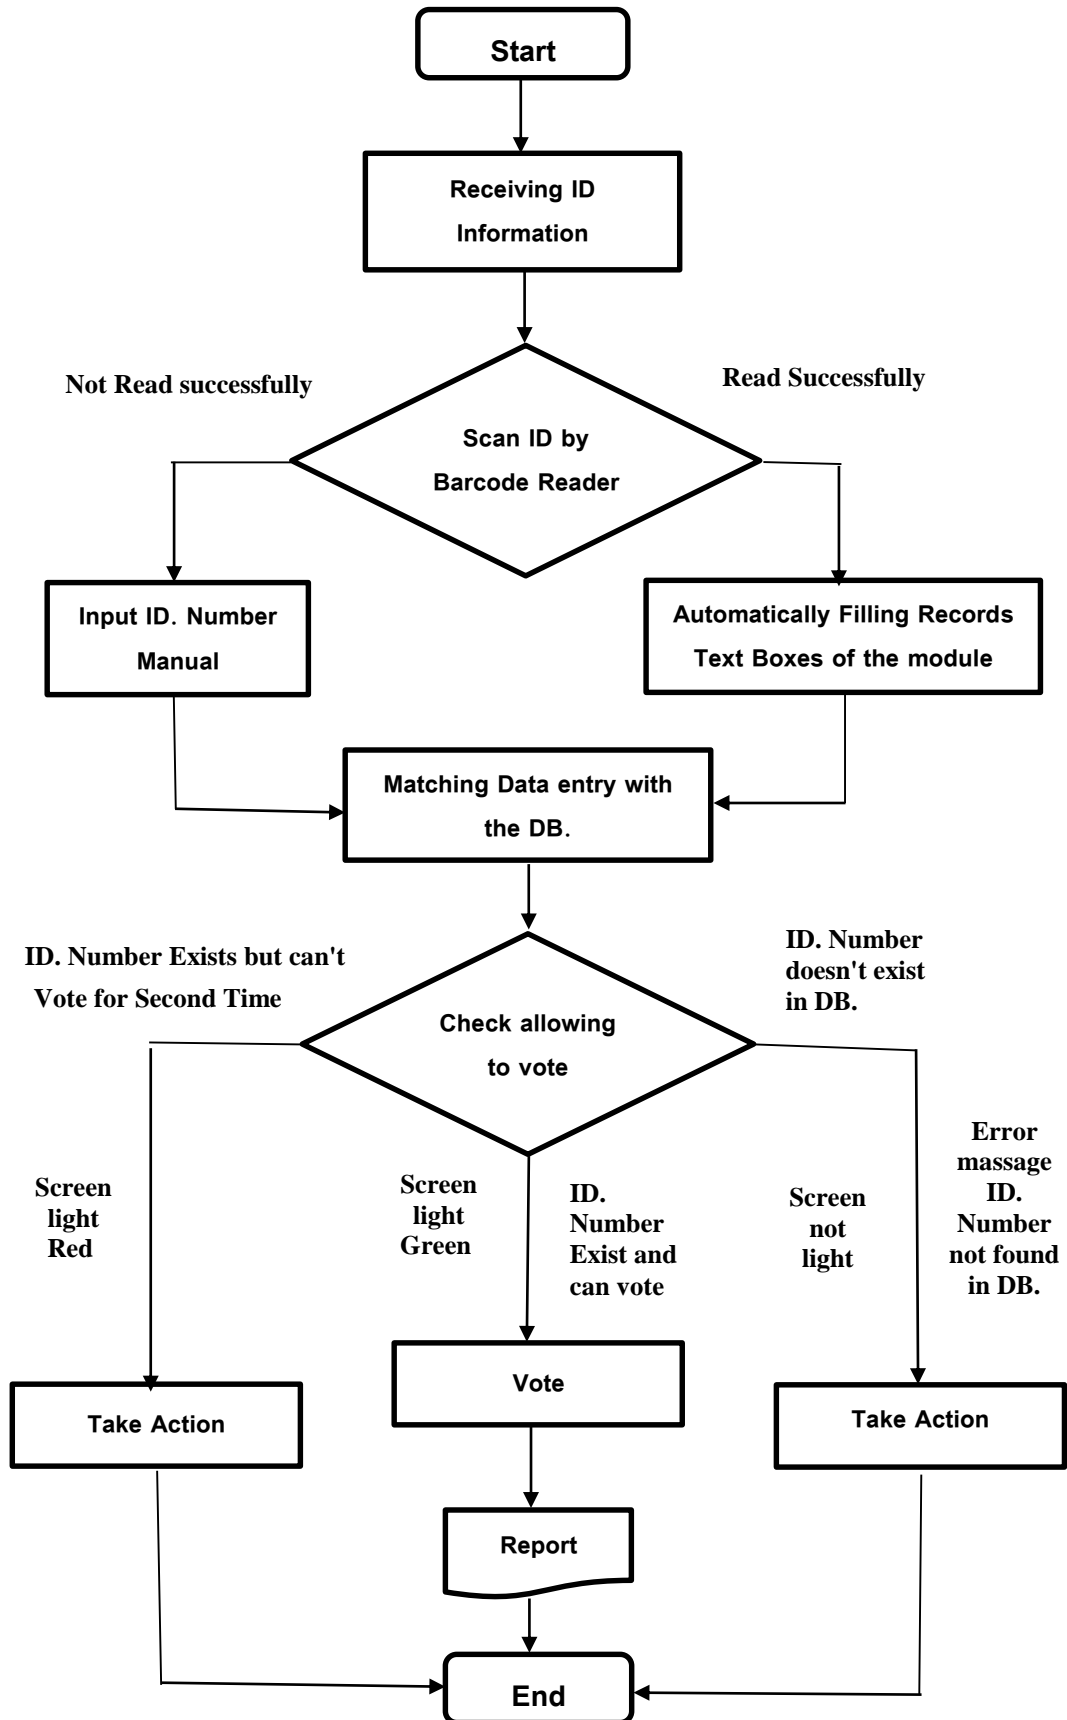 Start
Receiving ID
Information
Not Read successfully
Read Successfully
Scan ID by
Barcode Reader
Input ID. Number
Manual
Automatically Filling Records
Text Boxes of the module
Matching Data entry with
the DB.
ID. Number Exists but can't
Vote for Second Time
ID. Number
doesn't exist
in DB.
Check allowing
to vote
Screen
light
Red
Screen
light
Green
ID.
Number
Exist and
can vote
Screen
not
light
Error
massage
ID.
Number
not found
in DB.
Take Action
Vote
Take Action
Report
End